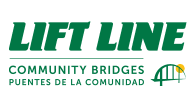 LIFT LINE
COMMUNITY BRIDGES
PUENTES DE LA COMUNIDAD